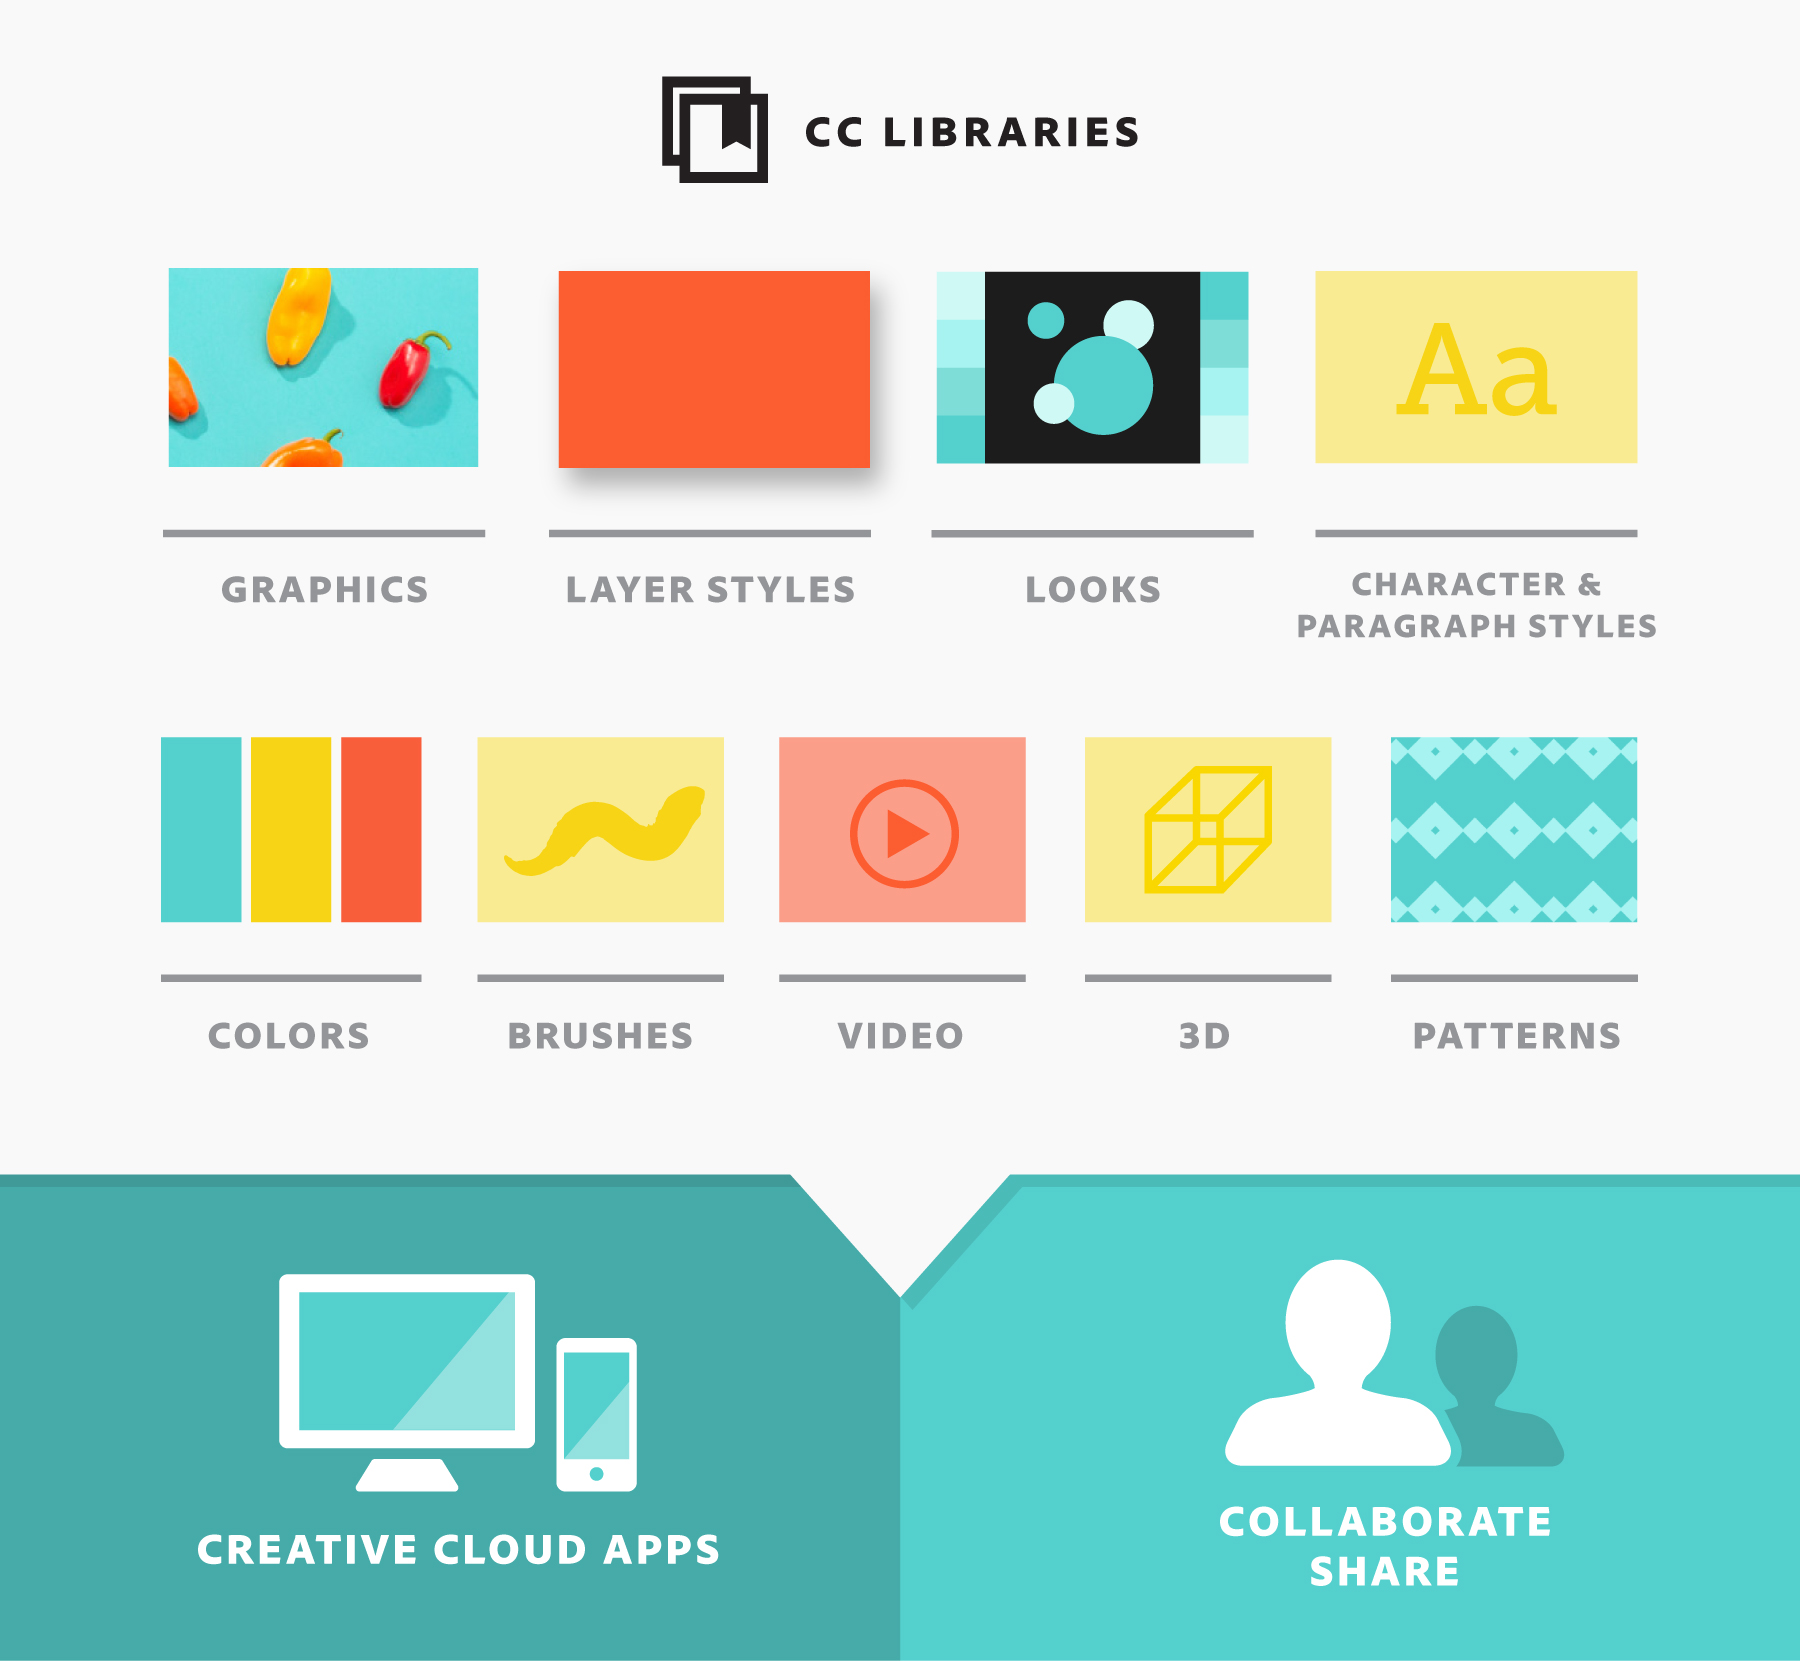 CC LIBRARIES
GRAPHICS
LAYER STYLES
LOOKS
Aa
CHARACTER &
PARAGRAPH STYLES
COLORS
BRUSHES
VIDEO
3D
PATTERNS
CREATIVE CLOUD APPS
COLLABORATE
SHARE